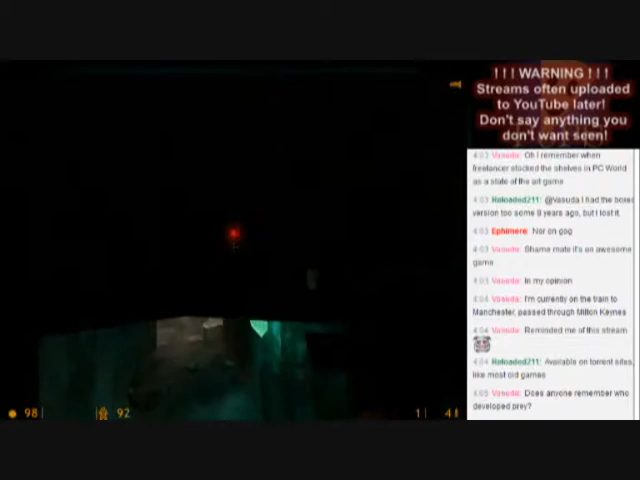 ! ! ! WARNING ! ! !
Streams often uploaded
to YouTube later!
Don't say anything you
don't want seen!
4:03 Vasuda: Oh I remember when
freelancer stocked the shelves in PC World
as a state of the art game
4:03 Reloaded211: @Vasuda I had the boxed
version too some 8 years ago, but I lost it.
4:03 Ephimere: Nor on gog
4:03 Vasuda: Shame mate it's an awesome
game
4:03 Vasuda: In my opinion
4:04 Vasuda: I'm currently on the train to
Manchester, passed through Milton Keynes
4:04 Vasuda: Reminded me of this stream
4:04 Reloaded211: Available on torrent sites,
like most old games
4:05 Vasuda: Does anyone remember who
developed prey?
98 92 1 4